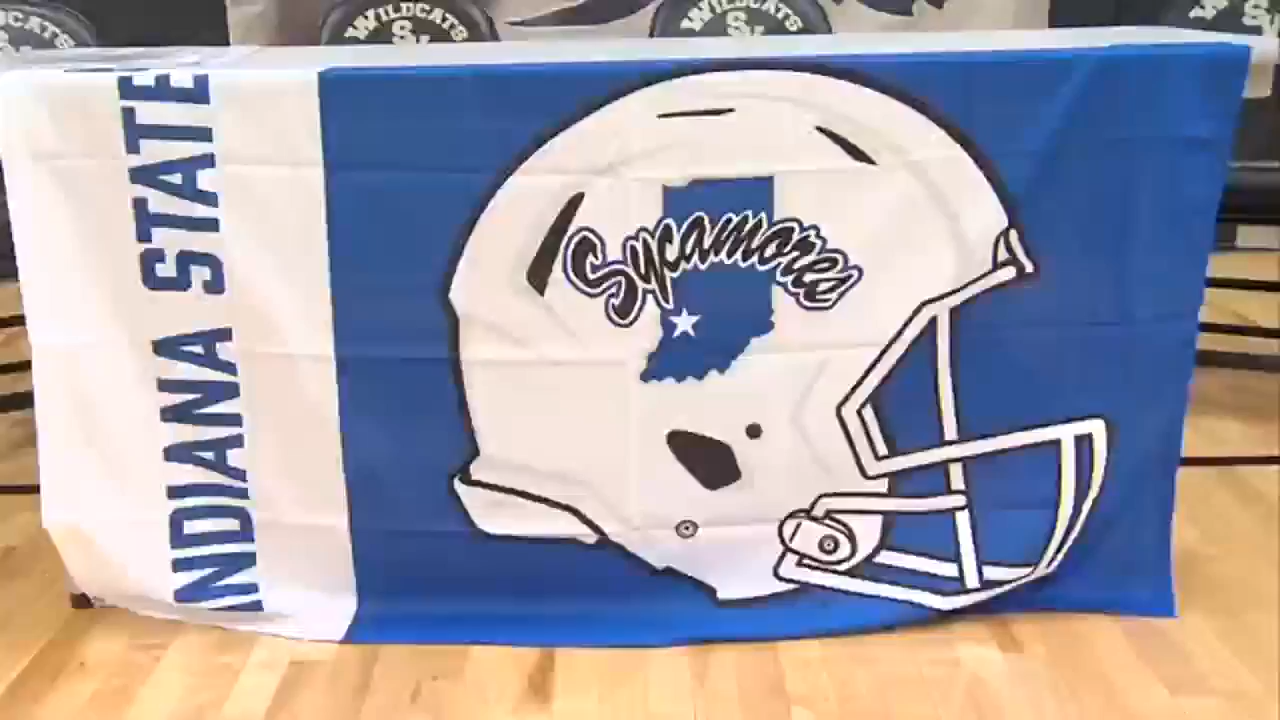 WILDCATS
S
WILDCATS
S
INDIANA STATE
Sycamores